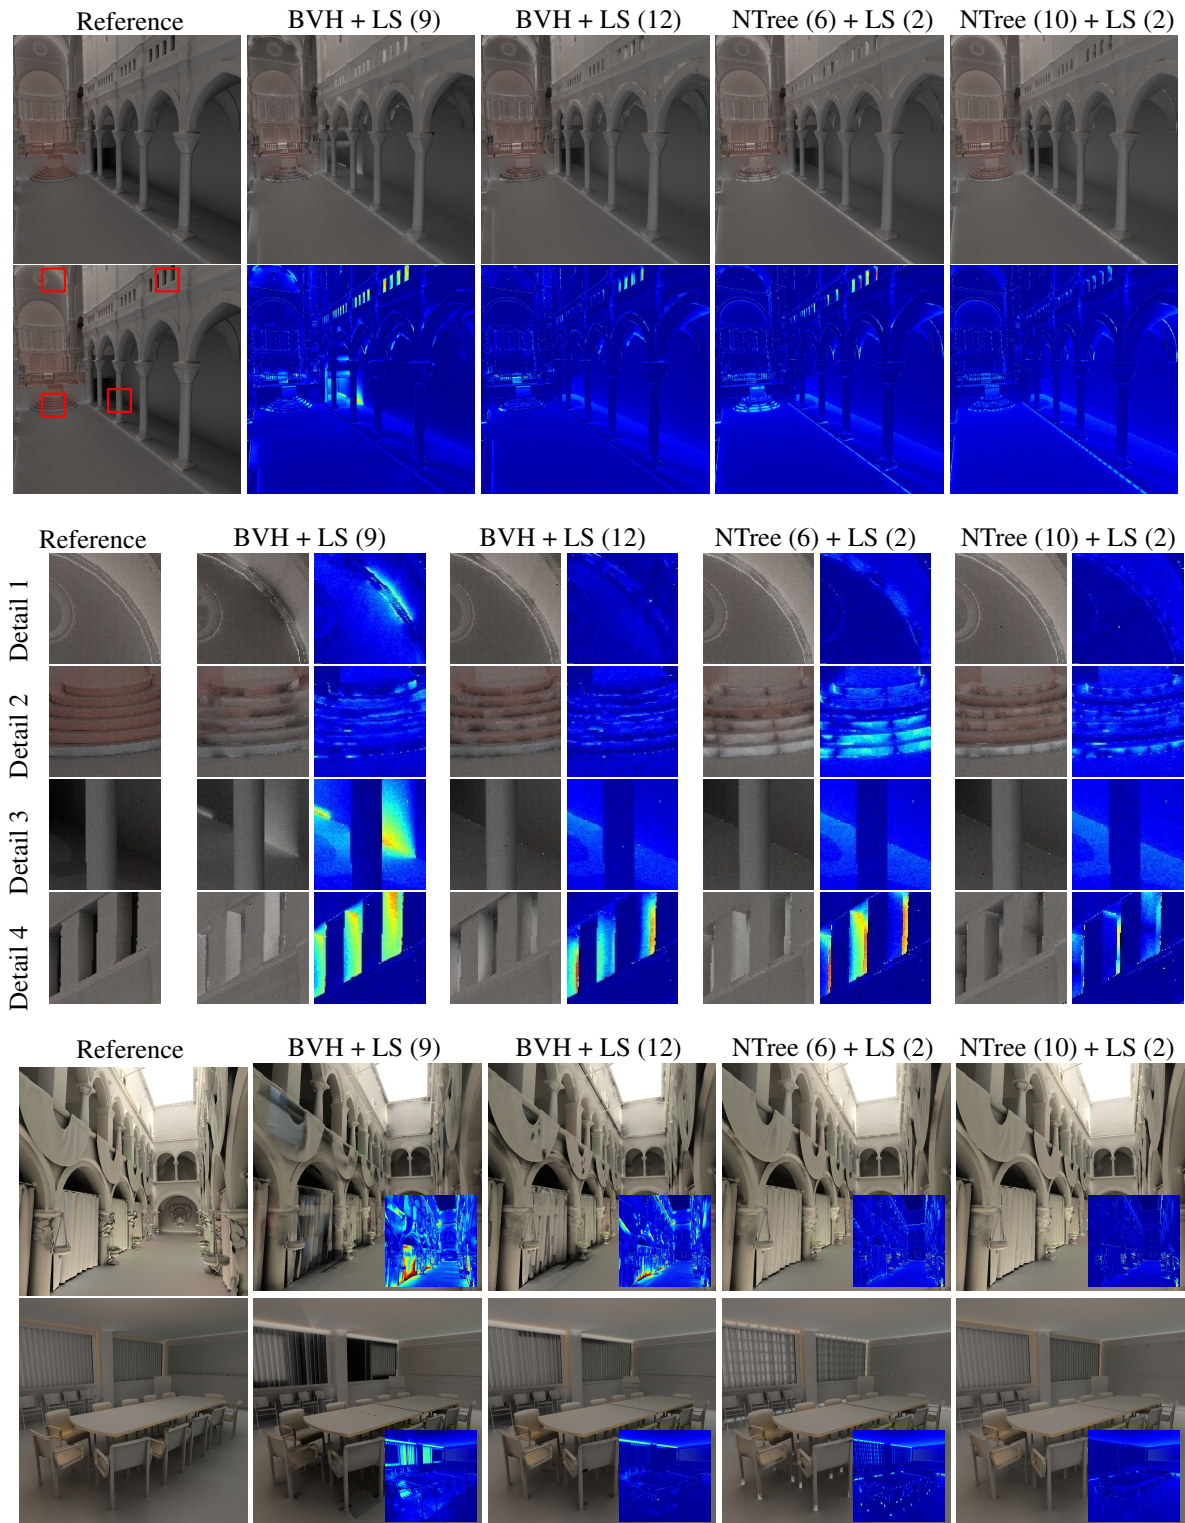 Reference BVH + LS (9) BVH + LS (12) NTree (6) + LS (2) NTree (10) + LS (2)
Reference BVH + LS (9) BVH + LS (12) NTree (6) + LS (2) NTree (10) + LS (2)
Detail 1
Detail 2
Detail 3
Detail 4
Reference BVH + LS (9) BVH + LS (12) NTree (6) + LS (2) NTree (10) + LS (2)